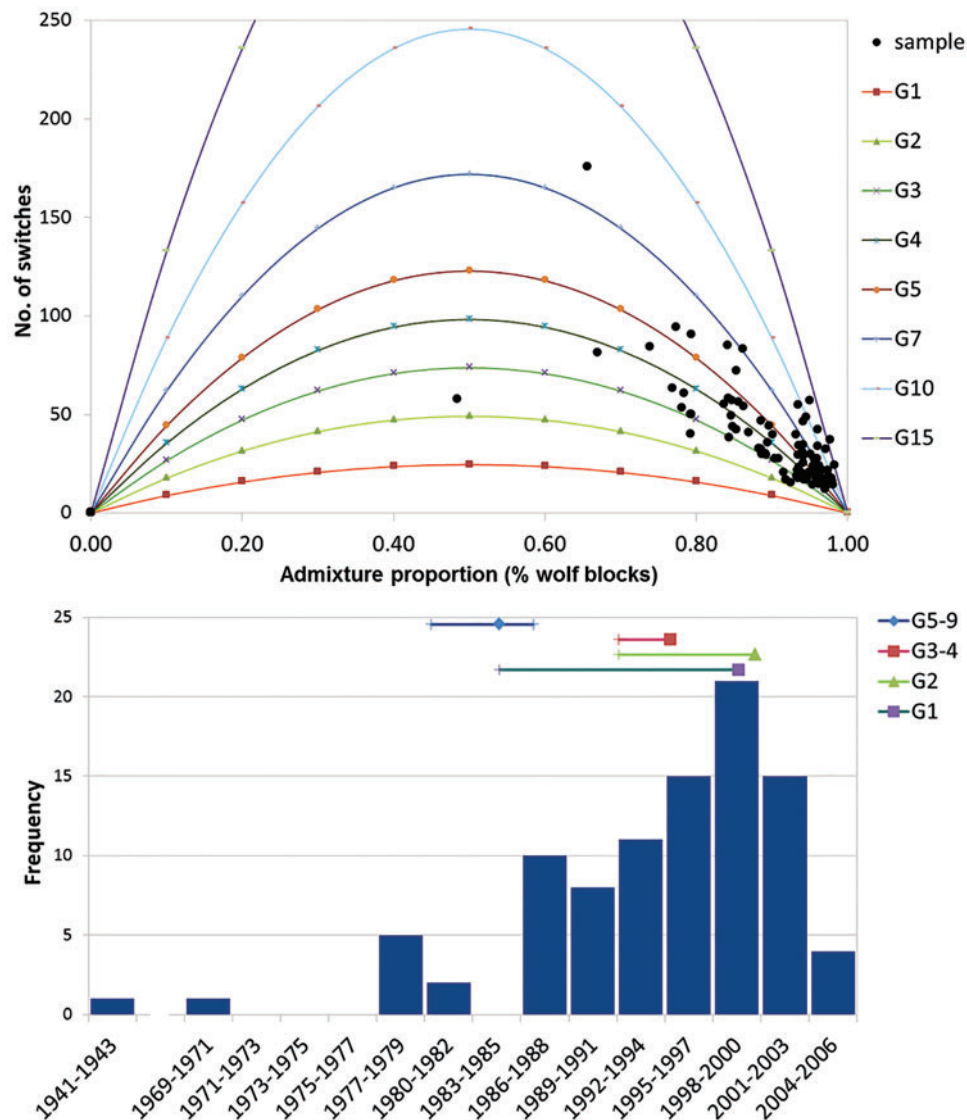 250
200
150
100
50
0
No. of switches
0.00 0.20 0.40 0.60 0.80 1.00
Admixture proportion (% wolf blocks)
sample
G1
G2
G3
G4
G5
G7
G10
G15
25
20
15
10
5
0
Frequency
1941-1943
1969-1971
1971-1973
1973-1975
1975-1977
1977-1979
1980-1982
1983-1985
1986-1988
1989-1991
1992-1994
1995-1997
1998-2000
2001-2003
2004-2006
G5-9
G3-4
G2
G1